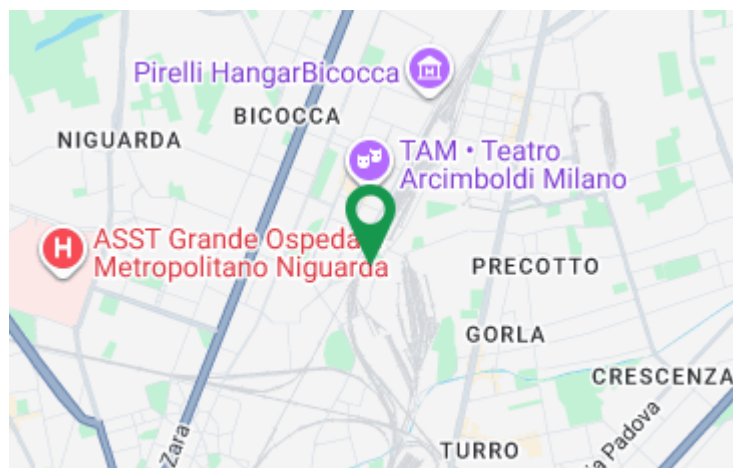 Pirelli HangarBicocca
BICOCCA
NIGUARDA
TAM • Teatro
Arcimboldi Milano
H
ASST Grande Ospeda
Metropolitano Niguarda
PRECOTTO
GORLA
CRESCENZA
Zara
ia Padova
TURRO